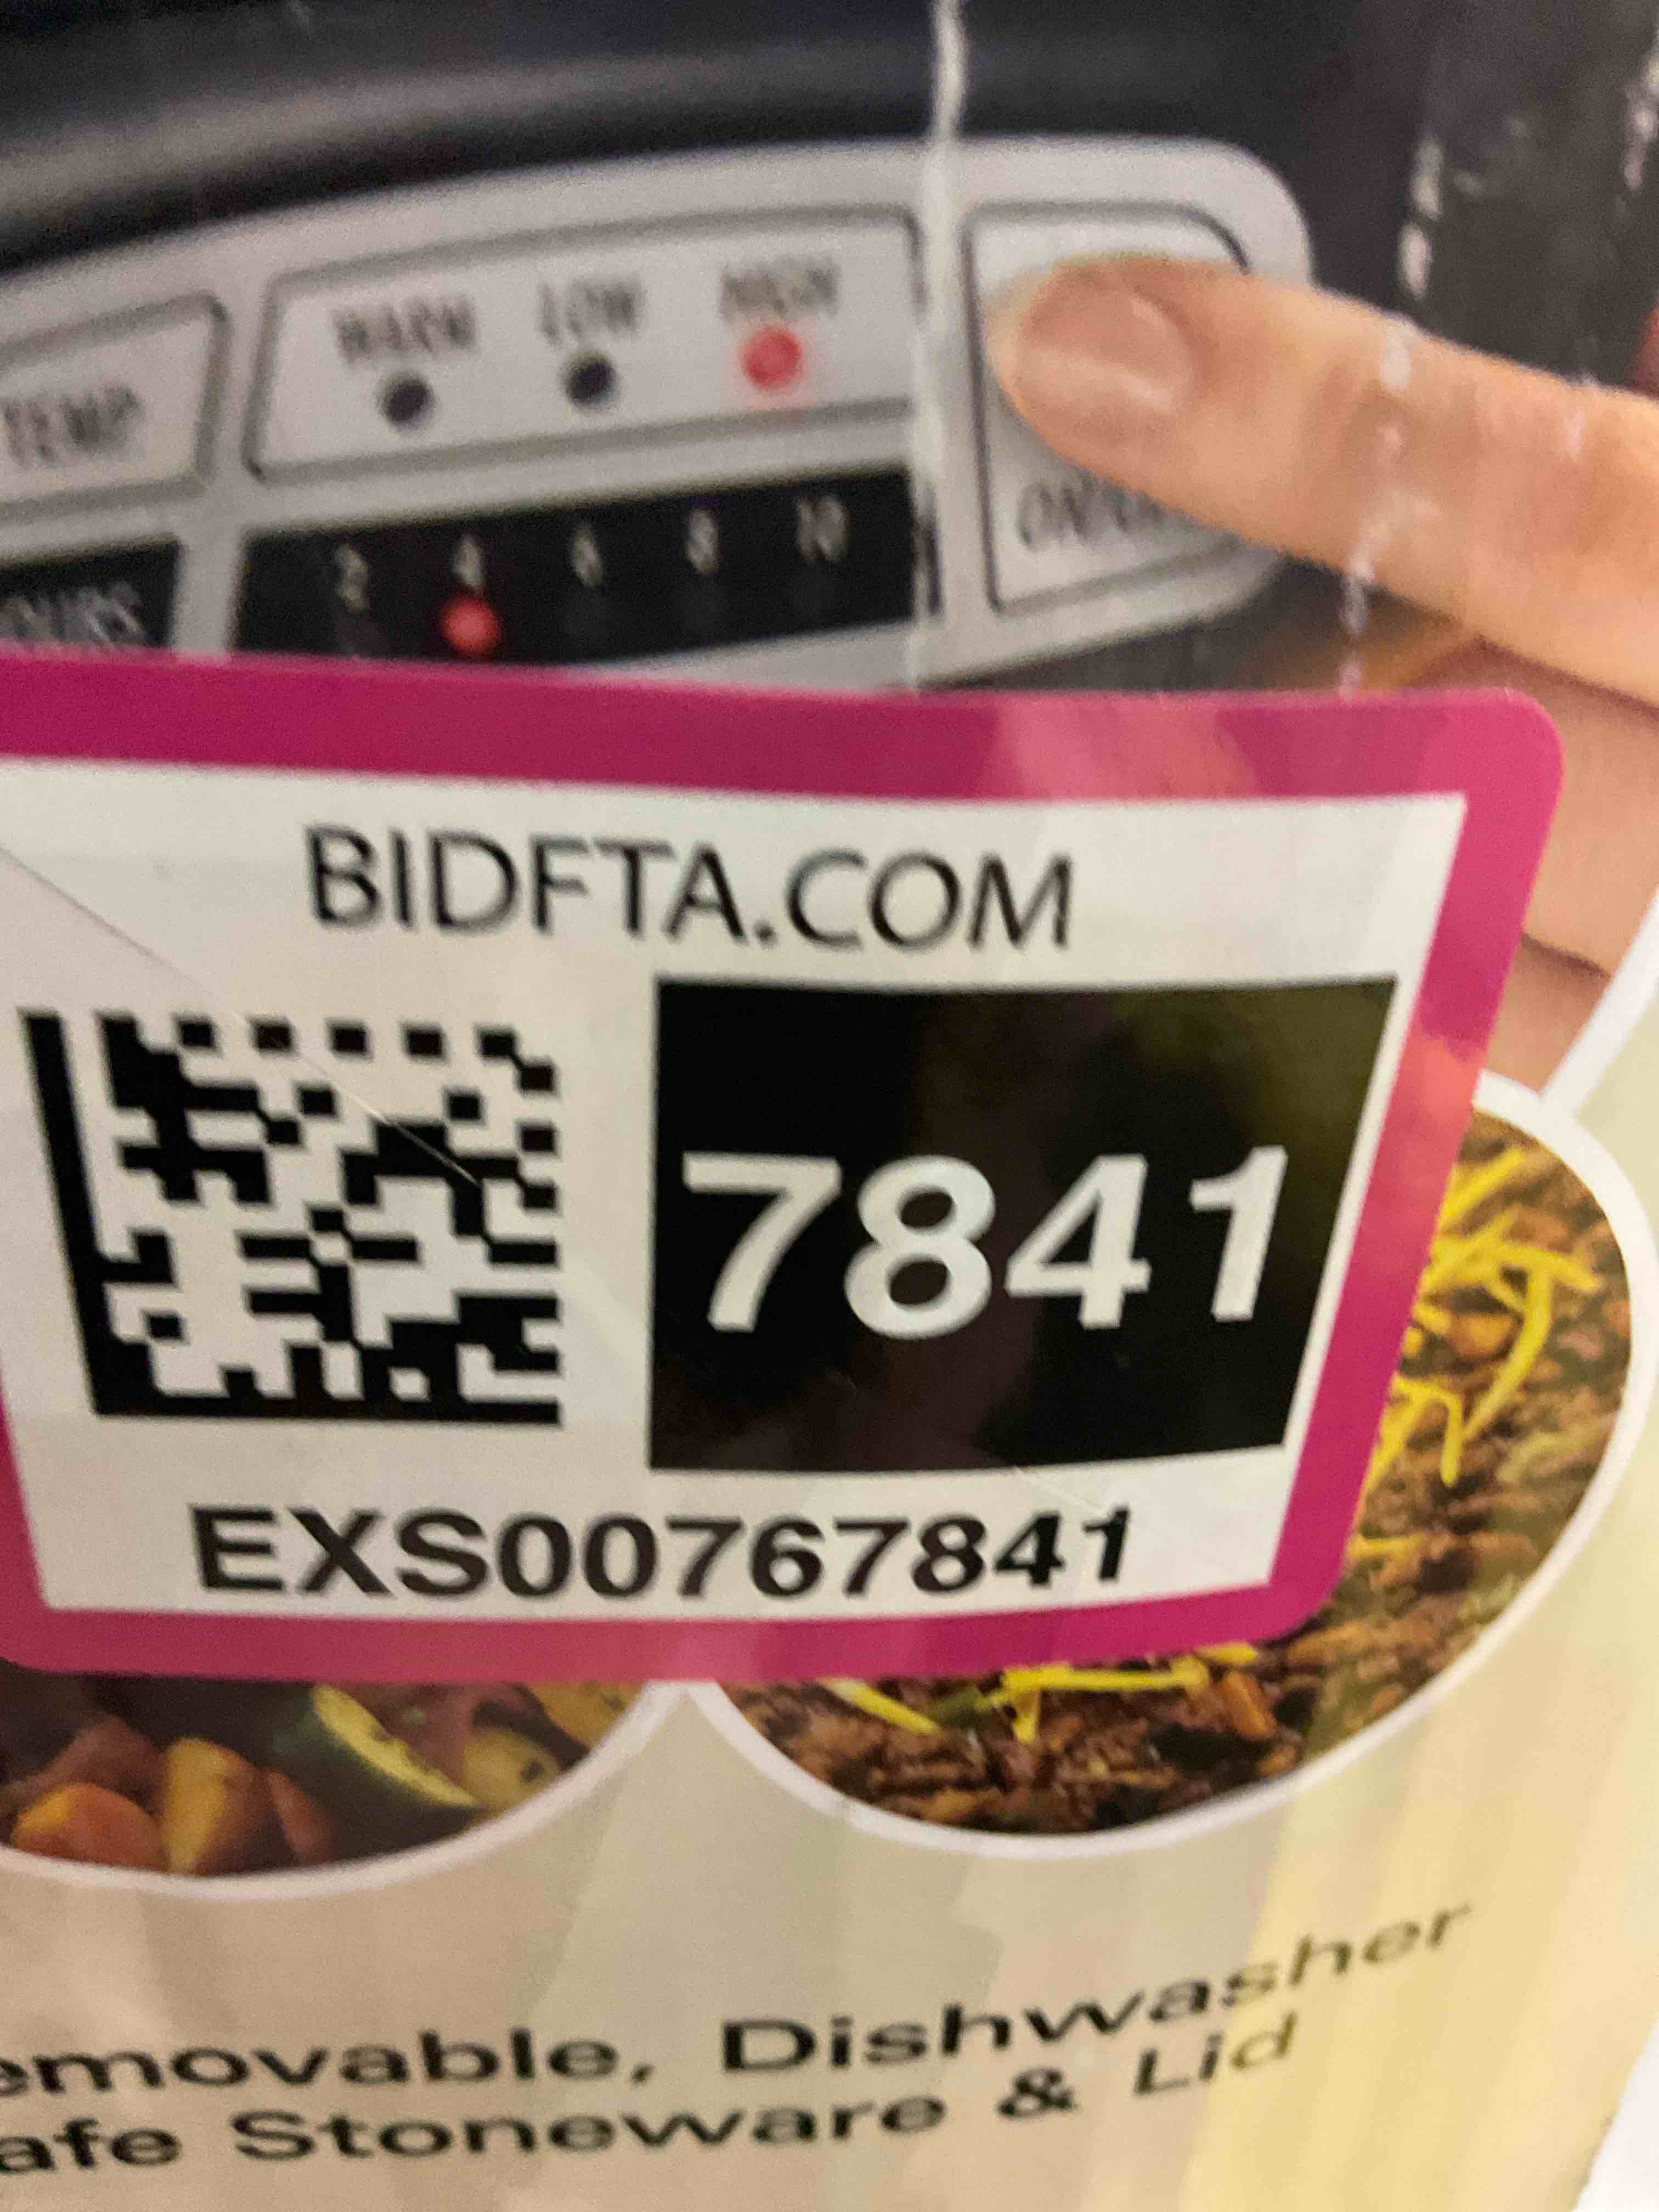 WARM LOW HIGH
TEMP
2 4 6 8 10
BIDFTA.COM
7841
EXS00767841
emovable, Dishwasher
afe Stoneware & Lid